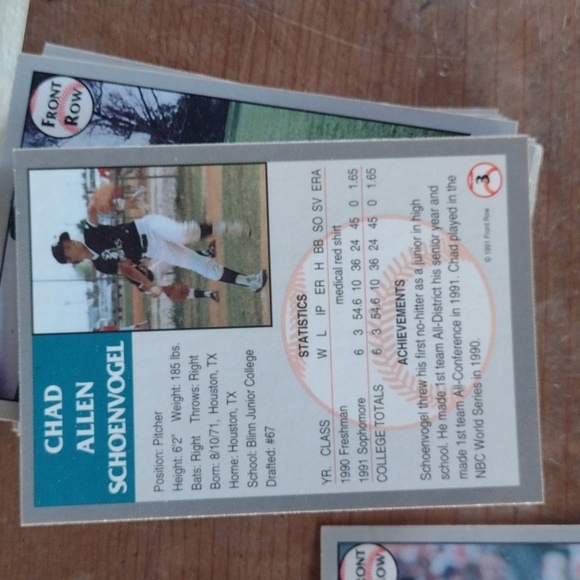 FRONT
ROW
3
CHAD
ALLEN
SCHOENVOGEL
Position: Pitcher
Height: 6'2" Weight: 185 lbs.
Bats: Right Throws: Right
Born: 8/10/71, Houston, TX
Home: Houston, TX
School: Blinn Junior College
Drafted: #67
STATISTICS
YR. CLASS W L IP ER H BB SO SV ERA
1990 Freshman medical red shirt
1991 Sophomore 6 3 54.6 10 36 24 45 0 1.65
COLLEGE TOTALS 6 3 54.6 10 36 24 45 0 1.65
ACHIEVEMENTS
Schoenvogel threw his first no-hitter as a junior in high
school. He made 1st team All-District his senior year and
made 1st team All-Conference in 1991. Chad played in the
NBC World Series in 1990.
© 1991 Front Row
ROW